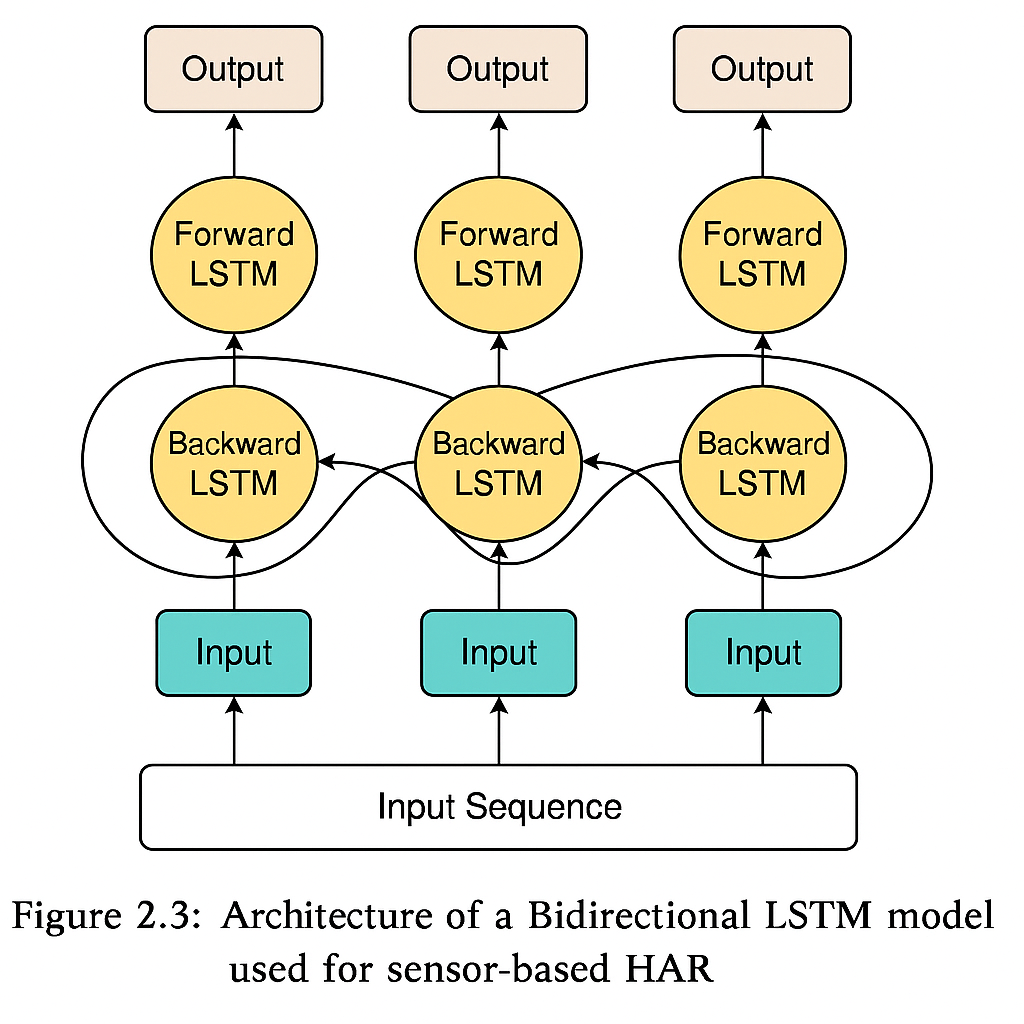 Output
Output
Output
Forward
LSTM
Forward
LSTM
Forward
LSTM
Backward
LSTM
Backward
LSTM
Backward
LSTM
Input
Input
Input
Input Sequence
Figure 2.3: Architecture of a Bidirectional LSTM model
used for sensor-based HAR